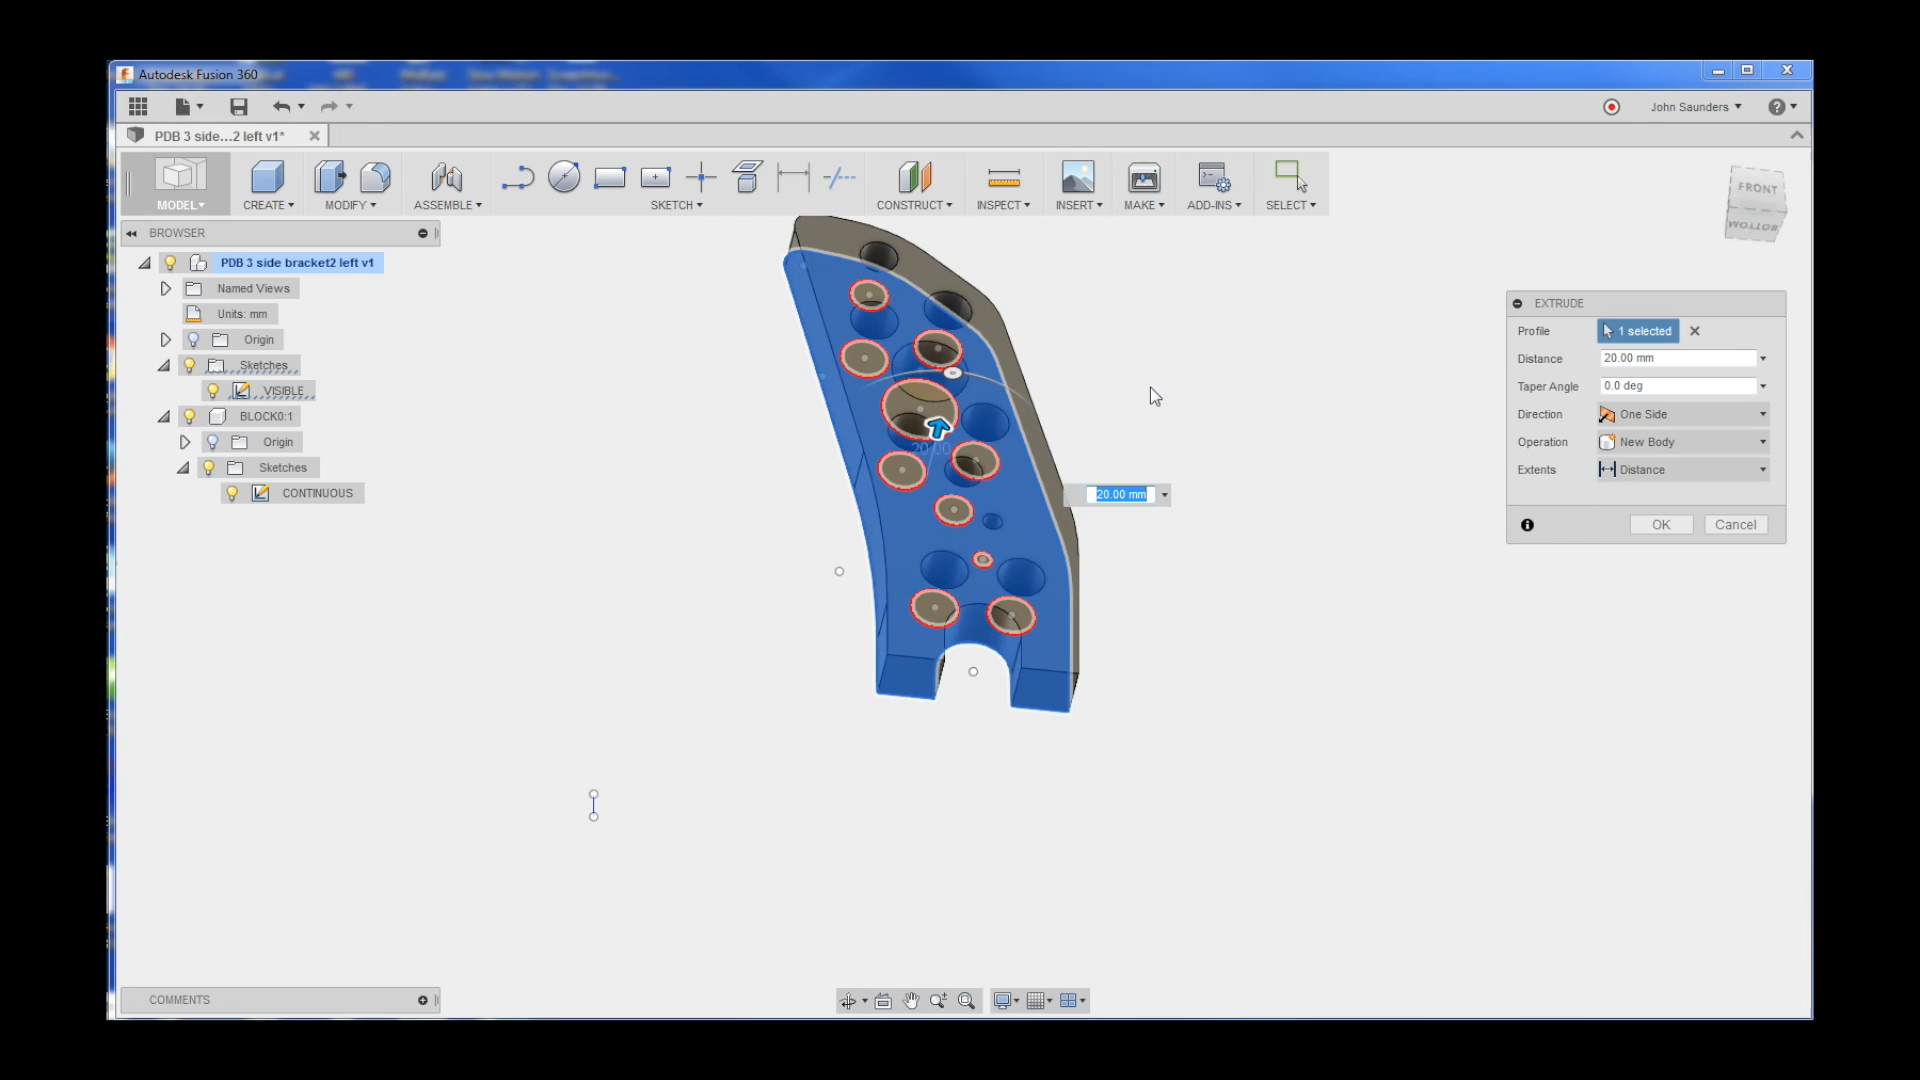 Autodesk Fusion 360
John Saunders
PDB 3 side...2 left v1*
MODEL
CREATE
MODIFY
ASSEMBLE
SKETCH
CONSTRUCT
INSPECT
INSERT
MAKE
ADD-INS
SELECT
FRONT
BOTTOM
BROWSER
PDB 3 side bracket2 left v1
Named Views
Units: mm
Origin
Sketches
VISIBLE
BLOCK0:1
Origin
Sketches
CONTINUOUS
EXTRUDE
Profile 1 selected
Distance 20.00 mm
Taper Angle 0.0 deg
Direction One Side
Operation New Body
Extents Distance
OK Cancel
20.00
20.00 mm
COMMENTS